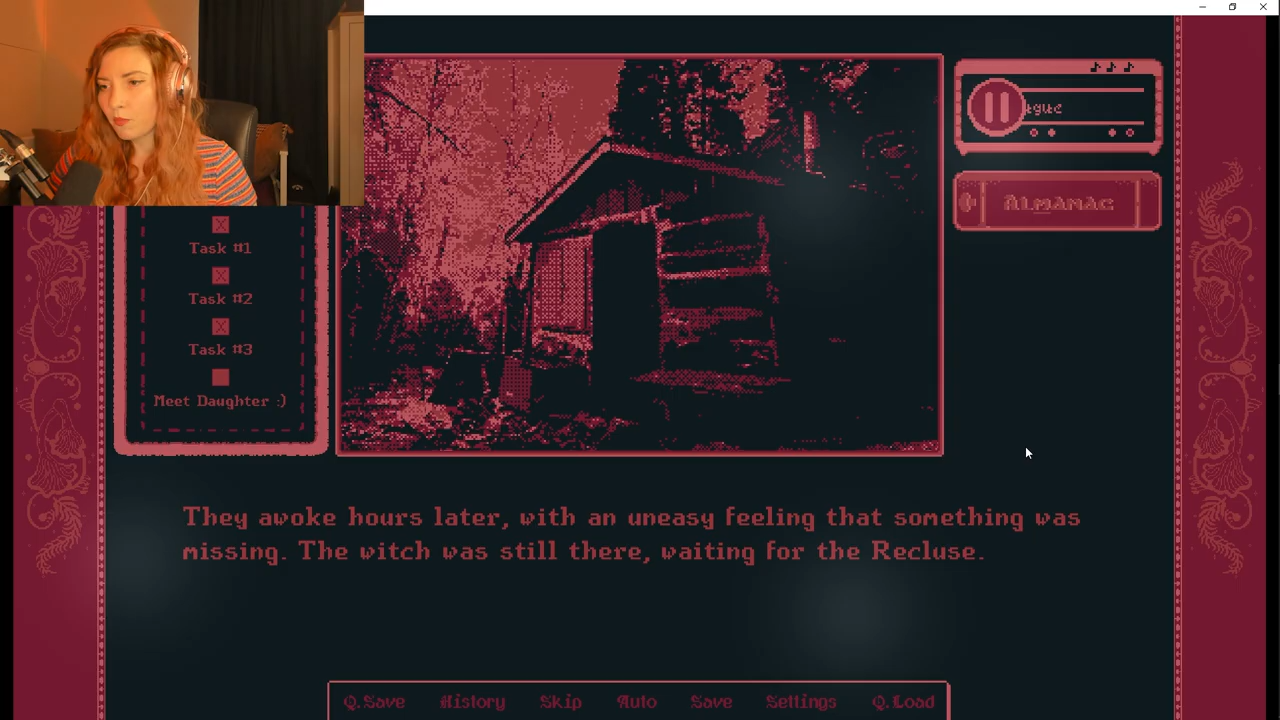 Almanac
Task #1
Task #2
Task #3
Meet Daughter :)
They awoke hours later, with an uneasy feeling that something was
missing. The witch was still there, waiting for the Recluse.
Q.Save History Skip Auto Save Settings Q.Load